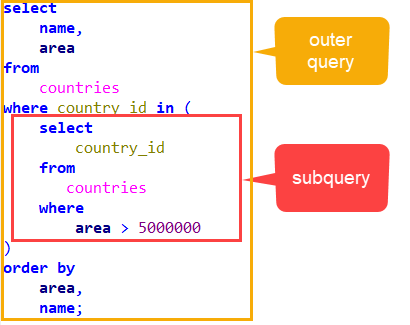 select
name,
area
from
countries
where country_id in (
select
country_id
from
countries
where
area > 5000000
)
order by
area,
name;
outer
query
subquery